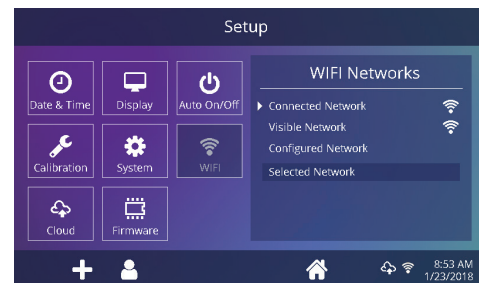 Setup
Date & Time
Display
Auto On/Off
Calibration
System
WIFI
Cloud
Firmware
WIFI Networks
Connected Network
Visible Network
Configured Network
Selected Network
8:53 AM
1/23/2018